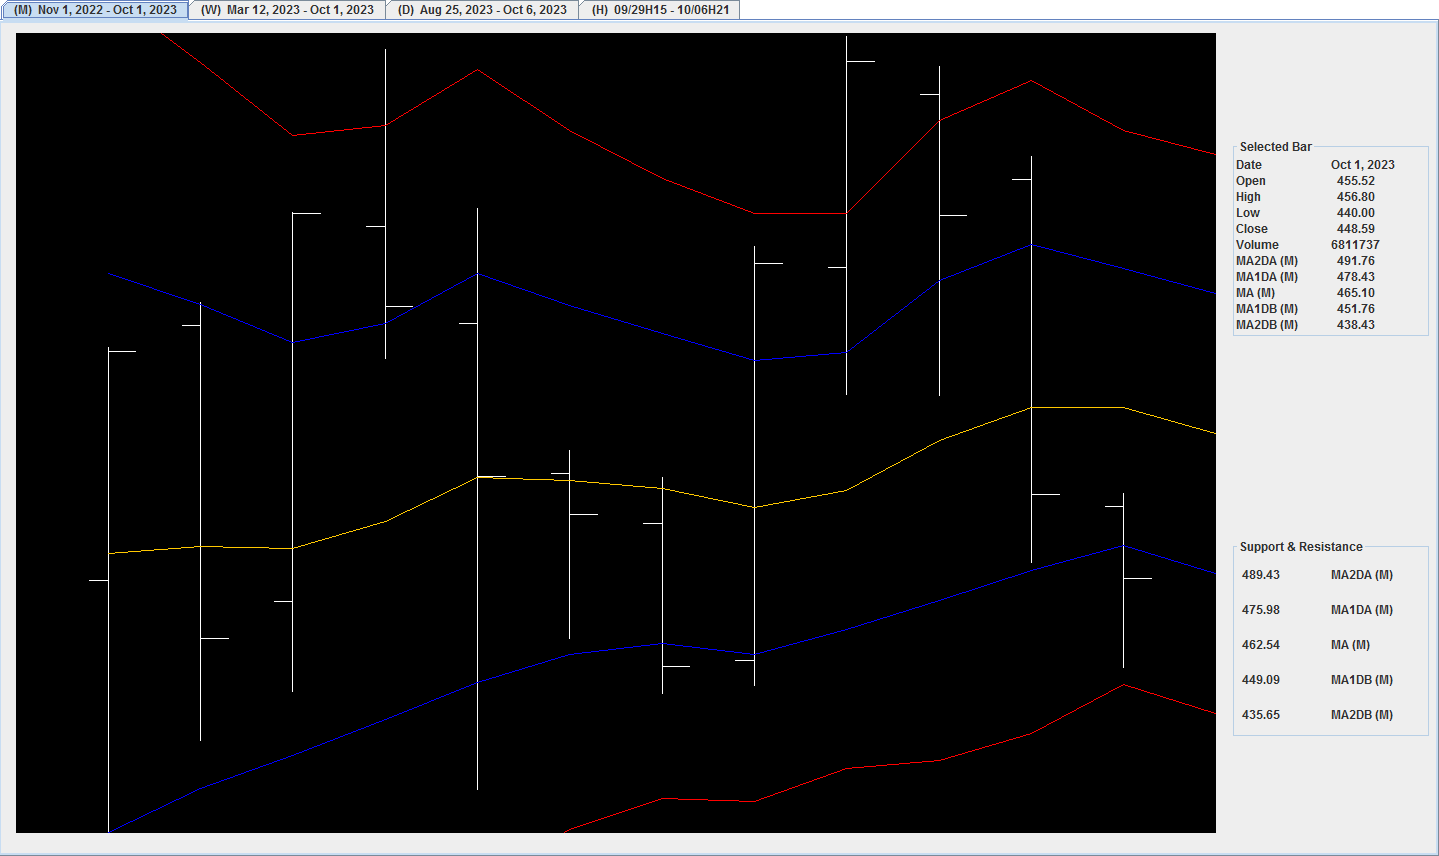 (M) Nov 1, 2022 - Oct 1, 2023
(W) Mar 12, 2023 - Oct 1, 2023
(D) Aug 25, 2023 - Oct 6, 2023
(H) 09/29H15 - 10/06H21
Selected Bar
Date Oct 1, 2023
Open 455.52
High 456.80
Low 440.00
Close 448.59
Volume 6811737
MA2DA (M) 491.76
MA1DA (M) 478.43
MA (M) 465.10
MA1DB (M) 451.76
MA2DB (M) 438.43
Support & Resistance
489.43 MA2DA (M)
475.98 MA1DA (M)
462.54 MA (M)
449.09 MA1DB (M)
435.65 MA2DB (M)